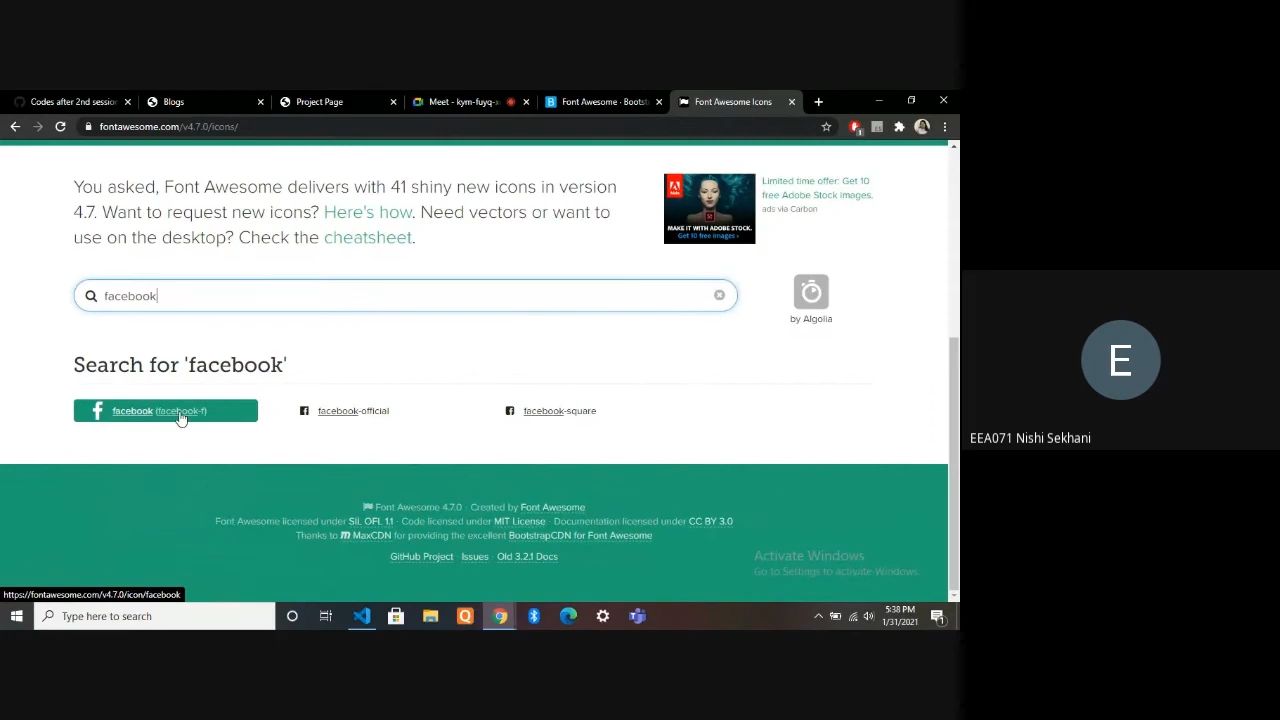 Codes after 2nd session
Blogs
Project Page
Meet - kym-fuyq-x
Font Awesome · Bootst
Font Awesome Icons
fontawesome.com/v4.7.0/icons/
You asked, Font Awesome delivers with 41 shiny new icons in version
4.7. Want to request new icons? Here's how. Need vectors or want to
use on the desktop? Check the cheatsheet.
MAKE IT WITH ADOBE STOCK.
Get 10 free images ›
Limited time offer: Get 10
free Adobe Stock images.
ads via Carbon
facebook
by Algolia
Search for 'facebook'
facebook (facebook-f)
facebook-official
facebook-square
Font Awesome 4.7.0 · Created by Font Awesome
Font Awesome licensed under SIL OFL 1.1 · Code licensed under MIT License · Documentation licensed under CC BY 3.0
Thanks to MaxCDN for providing the excellent BootstrapCDN for Font Awesome
GitHub Project · Issues · Old 3.2.1 Docs
Activate Windows
Go to Settings to activate Windows.
https://fontawesome.com/v4.7.0/icon/facebook
Type here to search
5:38 PM
1/31/2021
E
EEA071 Nishi Sekhani